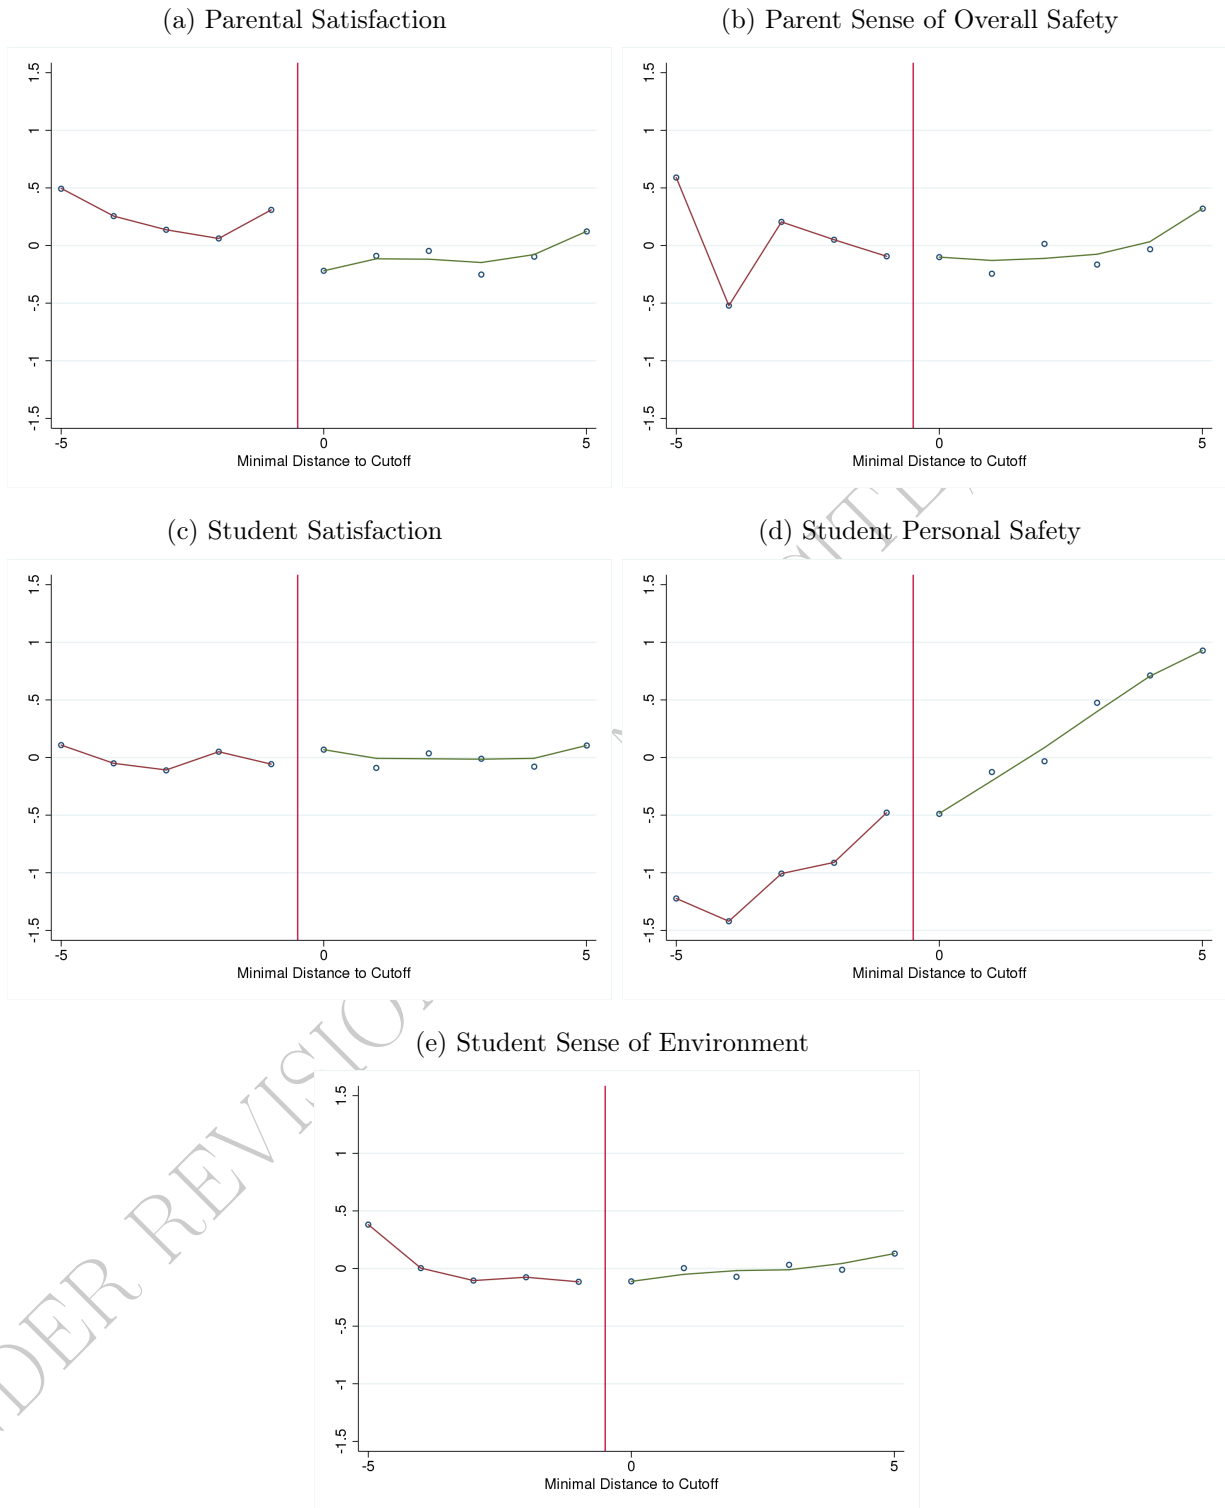 (a) Parental Satisfaction
(b) Parent Sense of Overall Safety
1.5
1
.5
0
-.5
-1
-1.5
-5 0 5
Minimal Distance to Cutoff
1.5
1
.5
0
-.5
-1
-1.5
-5 0 5
Minimal Distance to Cutoff
(c) Student Satisfaction
(d) Student Personal Safety
1.5
1
.5
0
-.5
-1
-1.5
-5 0 5
Minimal Distance to Cutoff
1.5
1
.5
0
-.5
-1
-1.5
-5 0 5
Minimal Distance to Cutoff
(e) Student Sense of Environment
1.5
1
.5
0
-.5
-1
-1.5
-5 0 5
Minimal Distance to Cutoff